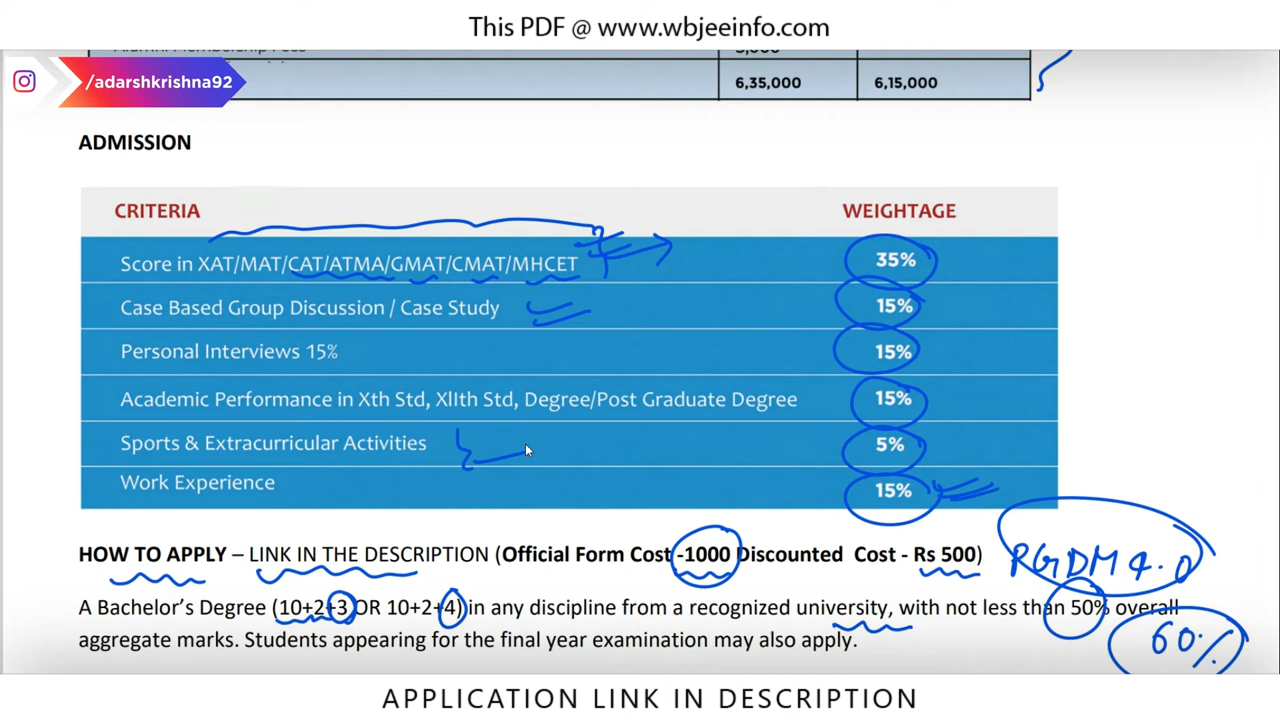 This PDF @ www.wbjeeinfo.com
/adarshkrishna92
6,35,000 6,15,000
ADMISSION
CRITERIA WEIGHTAGE
Score in XAT/MAT/CAT/ATMA/GMAT/CMAT/MHCET 35%
Case Based Group Discussion / Case Study 15%
Personal Interviews 15% 15%
Academic Performance in Xth Std, XIIth Std, Degree/Post Graduate Degree 15%
Sports & Extracurricular Activities 5%
Work Experience 15%
HOW TO APPLY – LINK IN THE DESCRIPTION (Official Form Cost -1000 Discounted Cost - Rs 500)
RGDM 4.0
A Bachelor's Degree (10+2+3 OR 10+2+4) in any discipline from a recognized university, with not less than 50% overall
aggregate marks. Students appearing for the final year examination may also apply.
60%
APPLICATION LINK IN DESCRIPTION